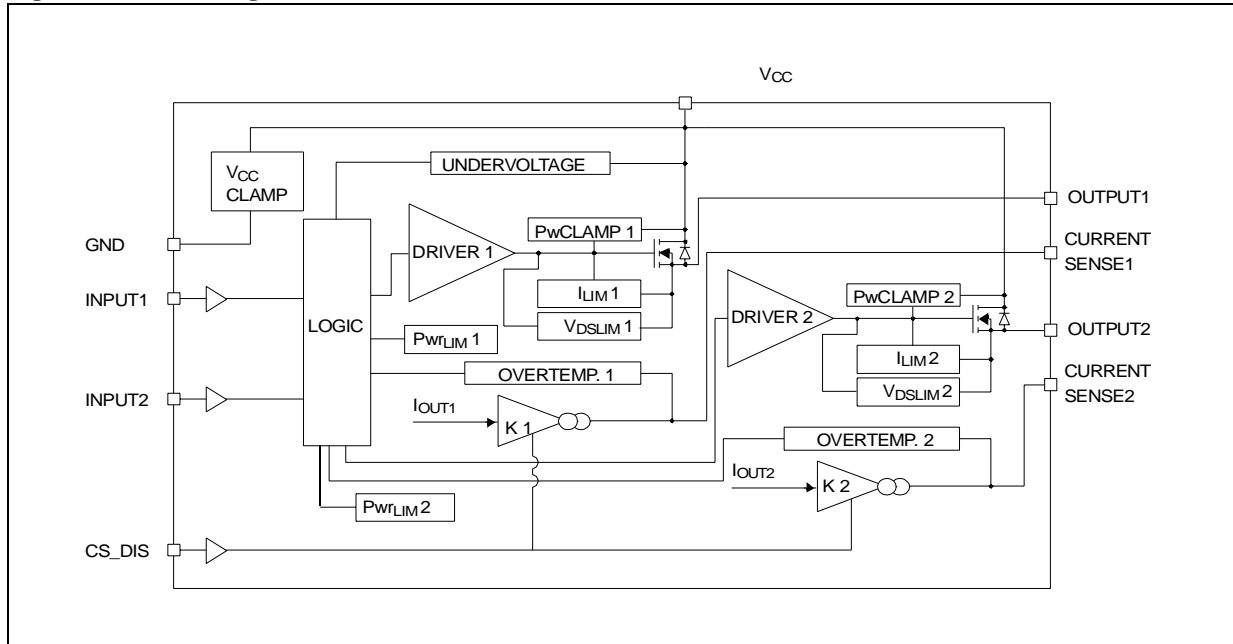 VCC
VCC
CLAMP
UNDERVOLTAGE
OUTPUT1
GND
DRIVER 1
PwCLAMP 1
CURRENT
SENSE1
INPUT1
ILIM 1
DRIVER 2
PwCLAMP 2
LOGIC
VDSLIM 1
OUTPUT2
PwrLIM 1
ILIM 2
CURRENT
SENSE2
OVERTEMP. 1
VDSLIM 2
INPUT2
IOUT1
K 1
OVERTEMP. 2
IOUT2
K 2
PwrLIM 2
CS_DIS